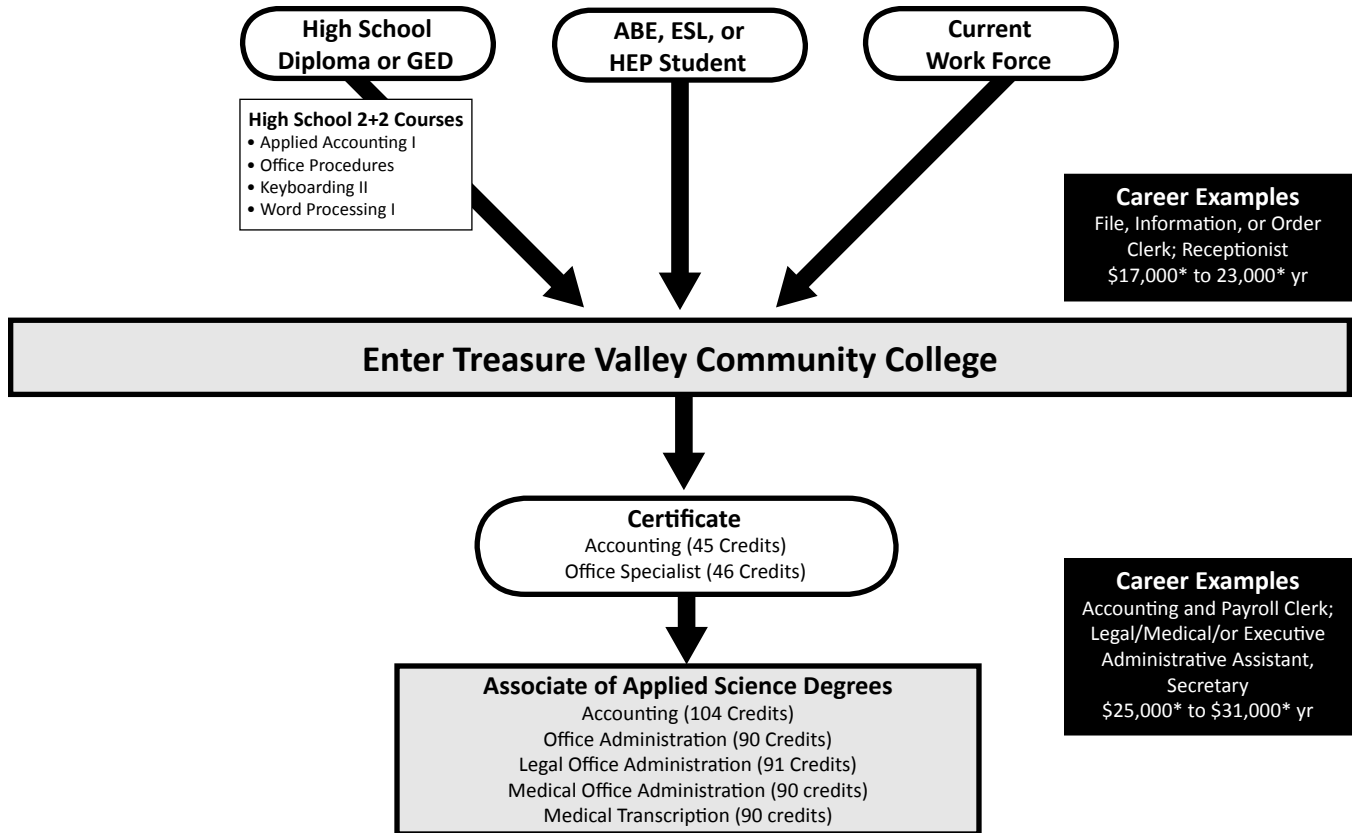 High School
Diploma or GED
ABE, ESL, or
HEP Student
Current
Work Force
High School 2+2 Courses
• Applied Accounting I
• Office Procedures
• Keyboarding II
• Word Processing I
Career Examples
File, Information, or Order
Clerk; Receptionist
$17,000* to 23,000* yr
Enter Treasure Valley Community College
Certificate
Accounting (45 Credits)
Office Specialist (46 Credits)
Career Examples
Accounting and Payroll Clerk;
Legal/Medical/or Executive
Administrative Assistant,
Secretary
$25,000* to $31,000* yr
Associate of Applied Science Degrees
Accounting (104 Credits)
Office Administration (90 Credits)
Legal Office Administration (91 Credits)
Medical Office Administration (90 credits)
Medical Transcription (90 credits)